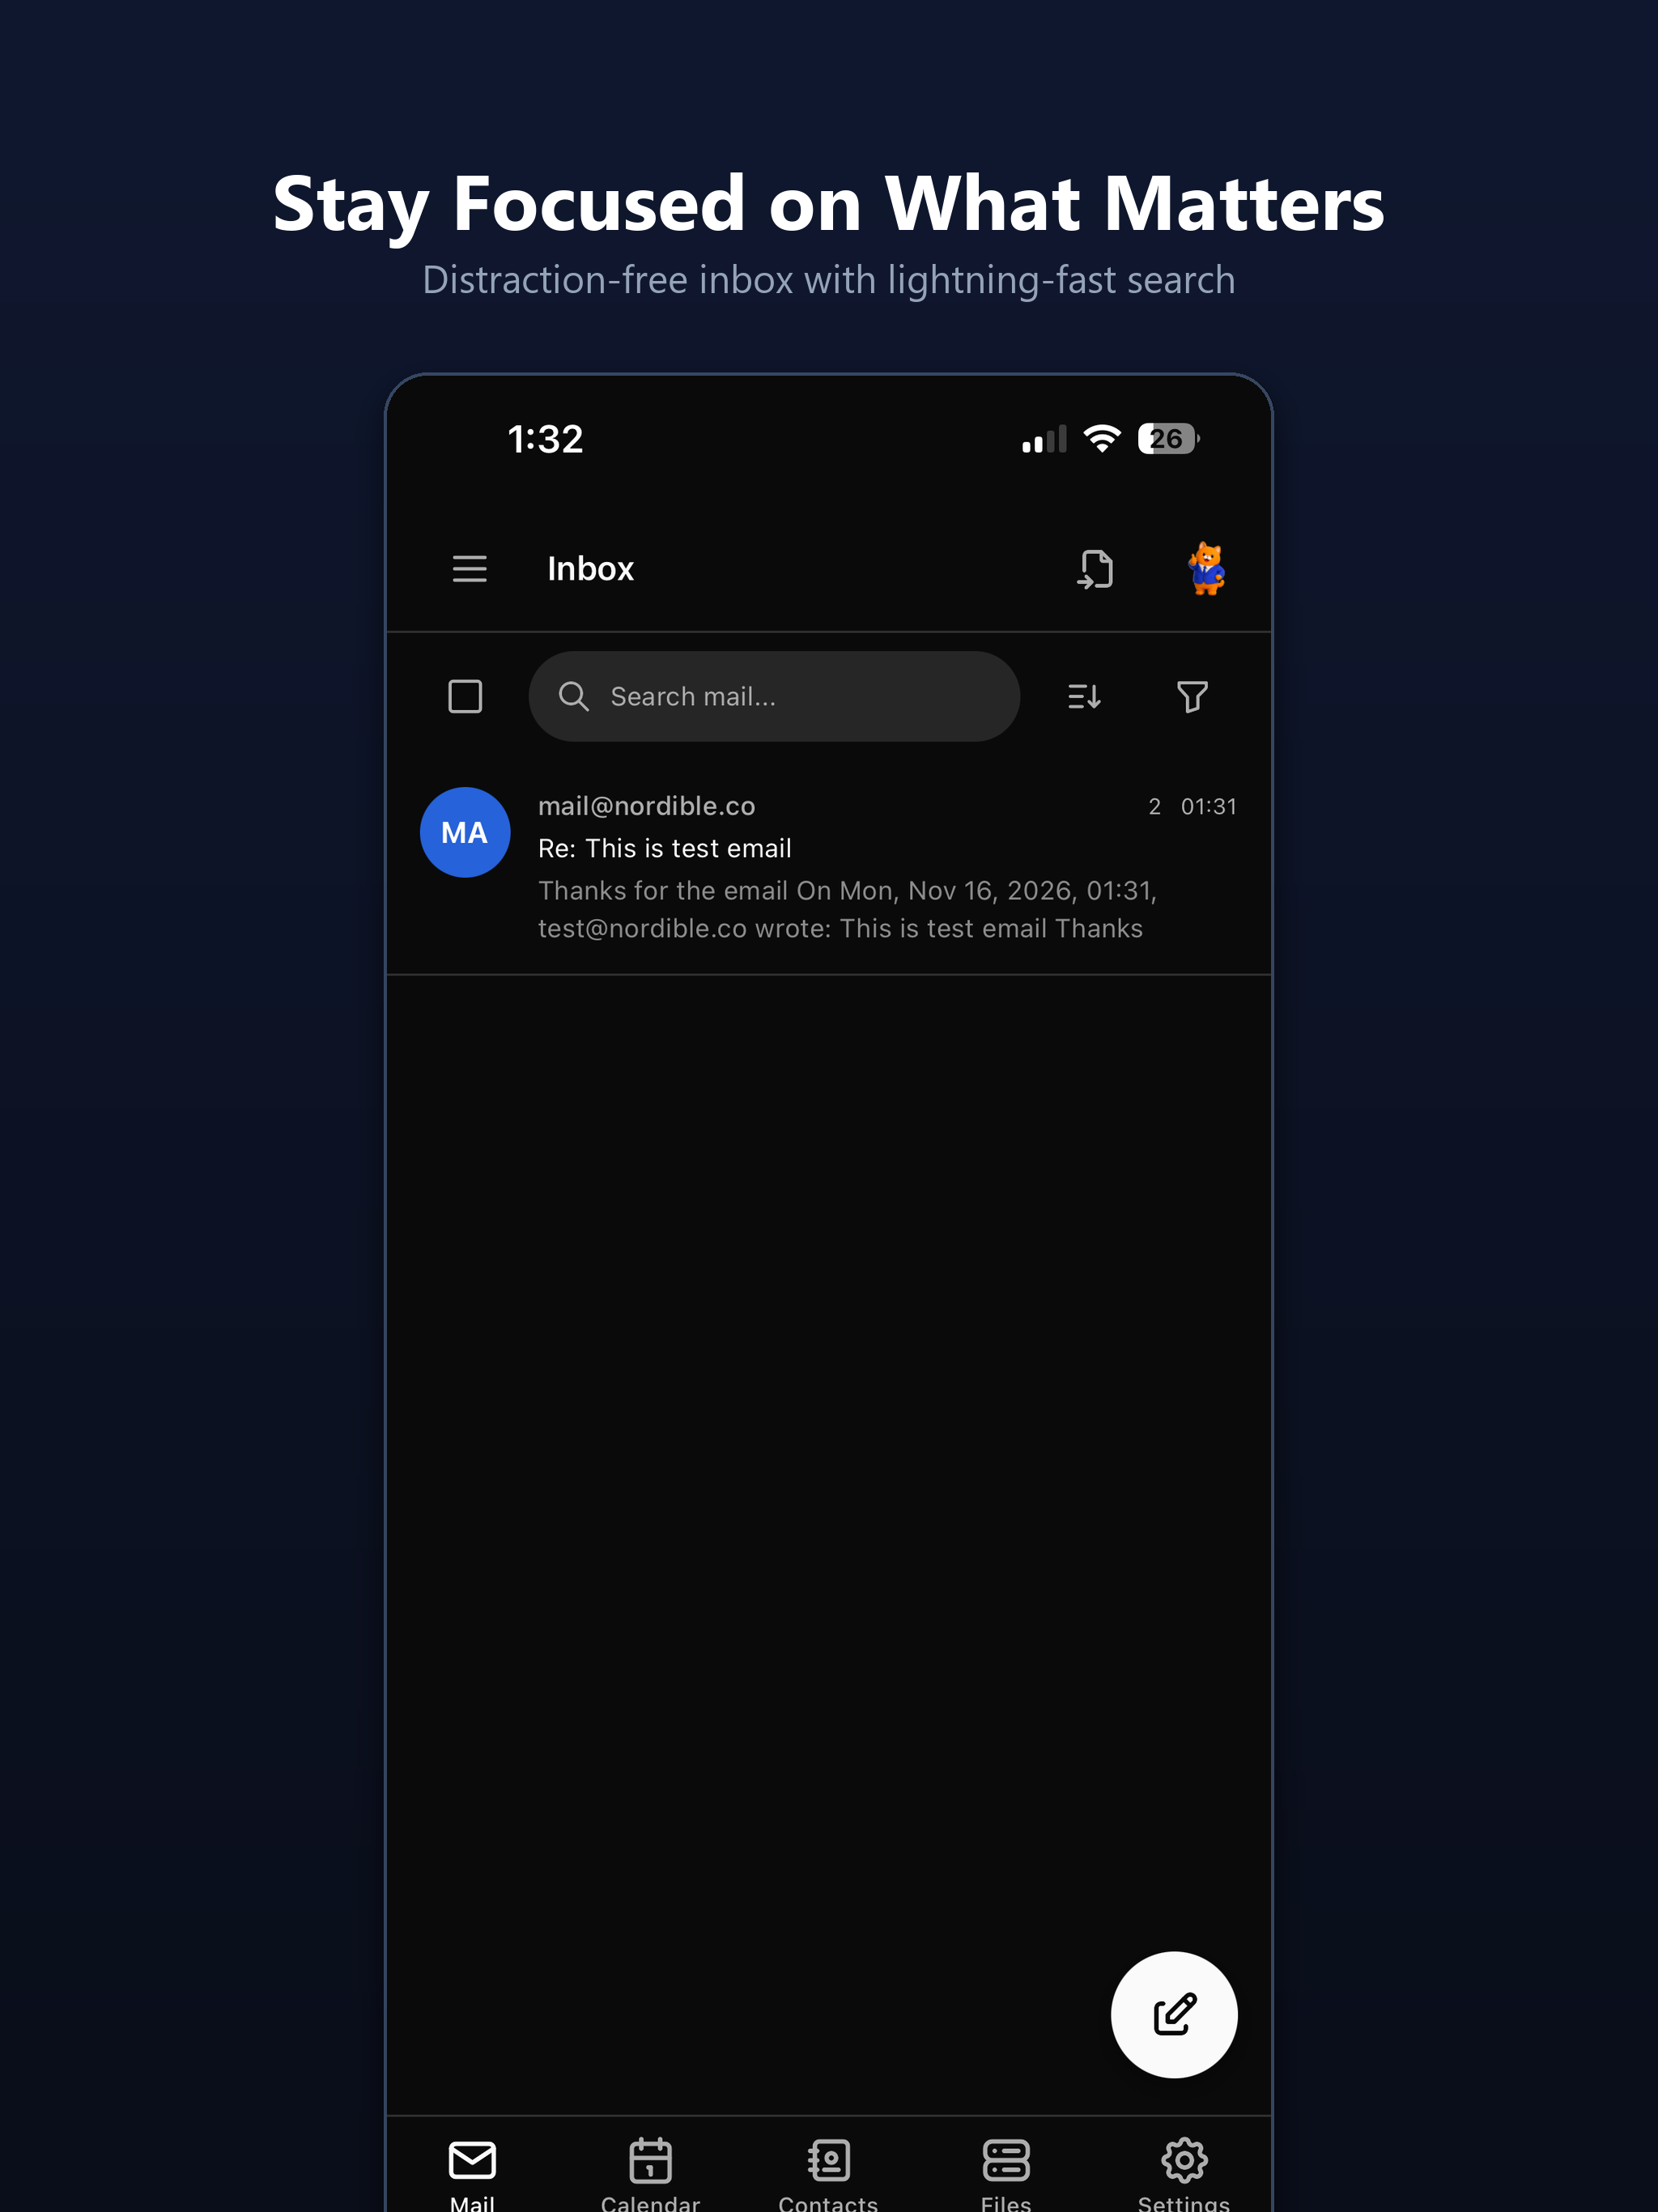 Stay Focused on What Matters
Distraction-free inbox with lightning-fast search
1:32
26
Inbox
Search mail...
MA
mail@nordible.co
2 01:31
Re: This is test email
Thanks for the email On Mon, Nov 16, 2026, 01:31,
test@nordible.co wrote: This is test email Thanks
Mail
Calendar
Contacts
Files
Settings